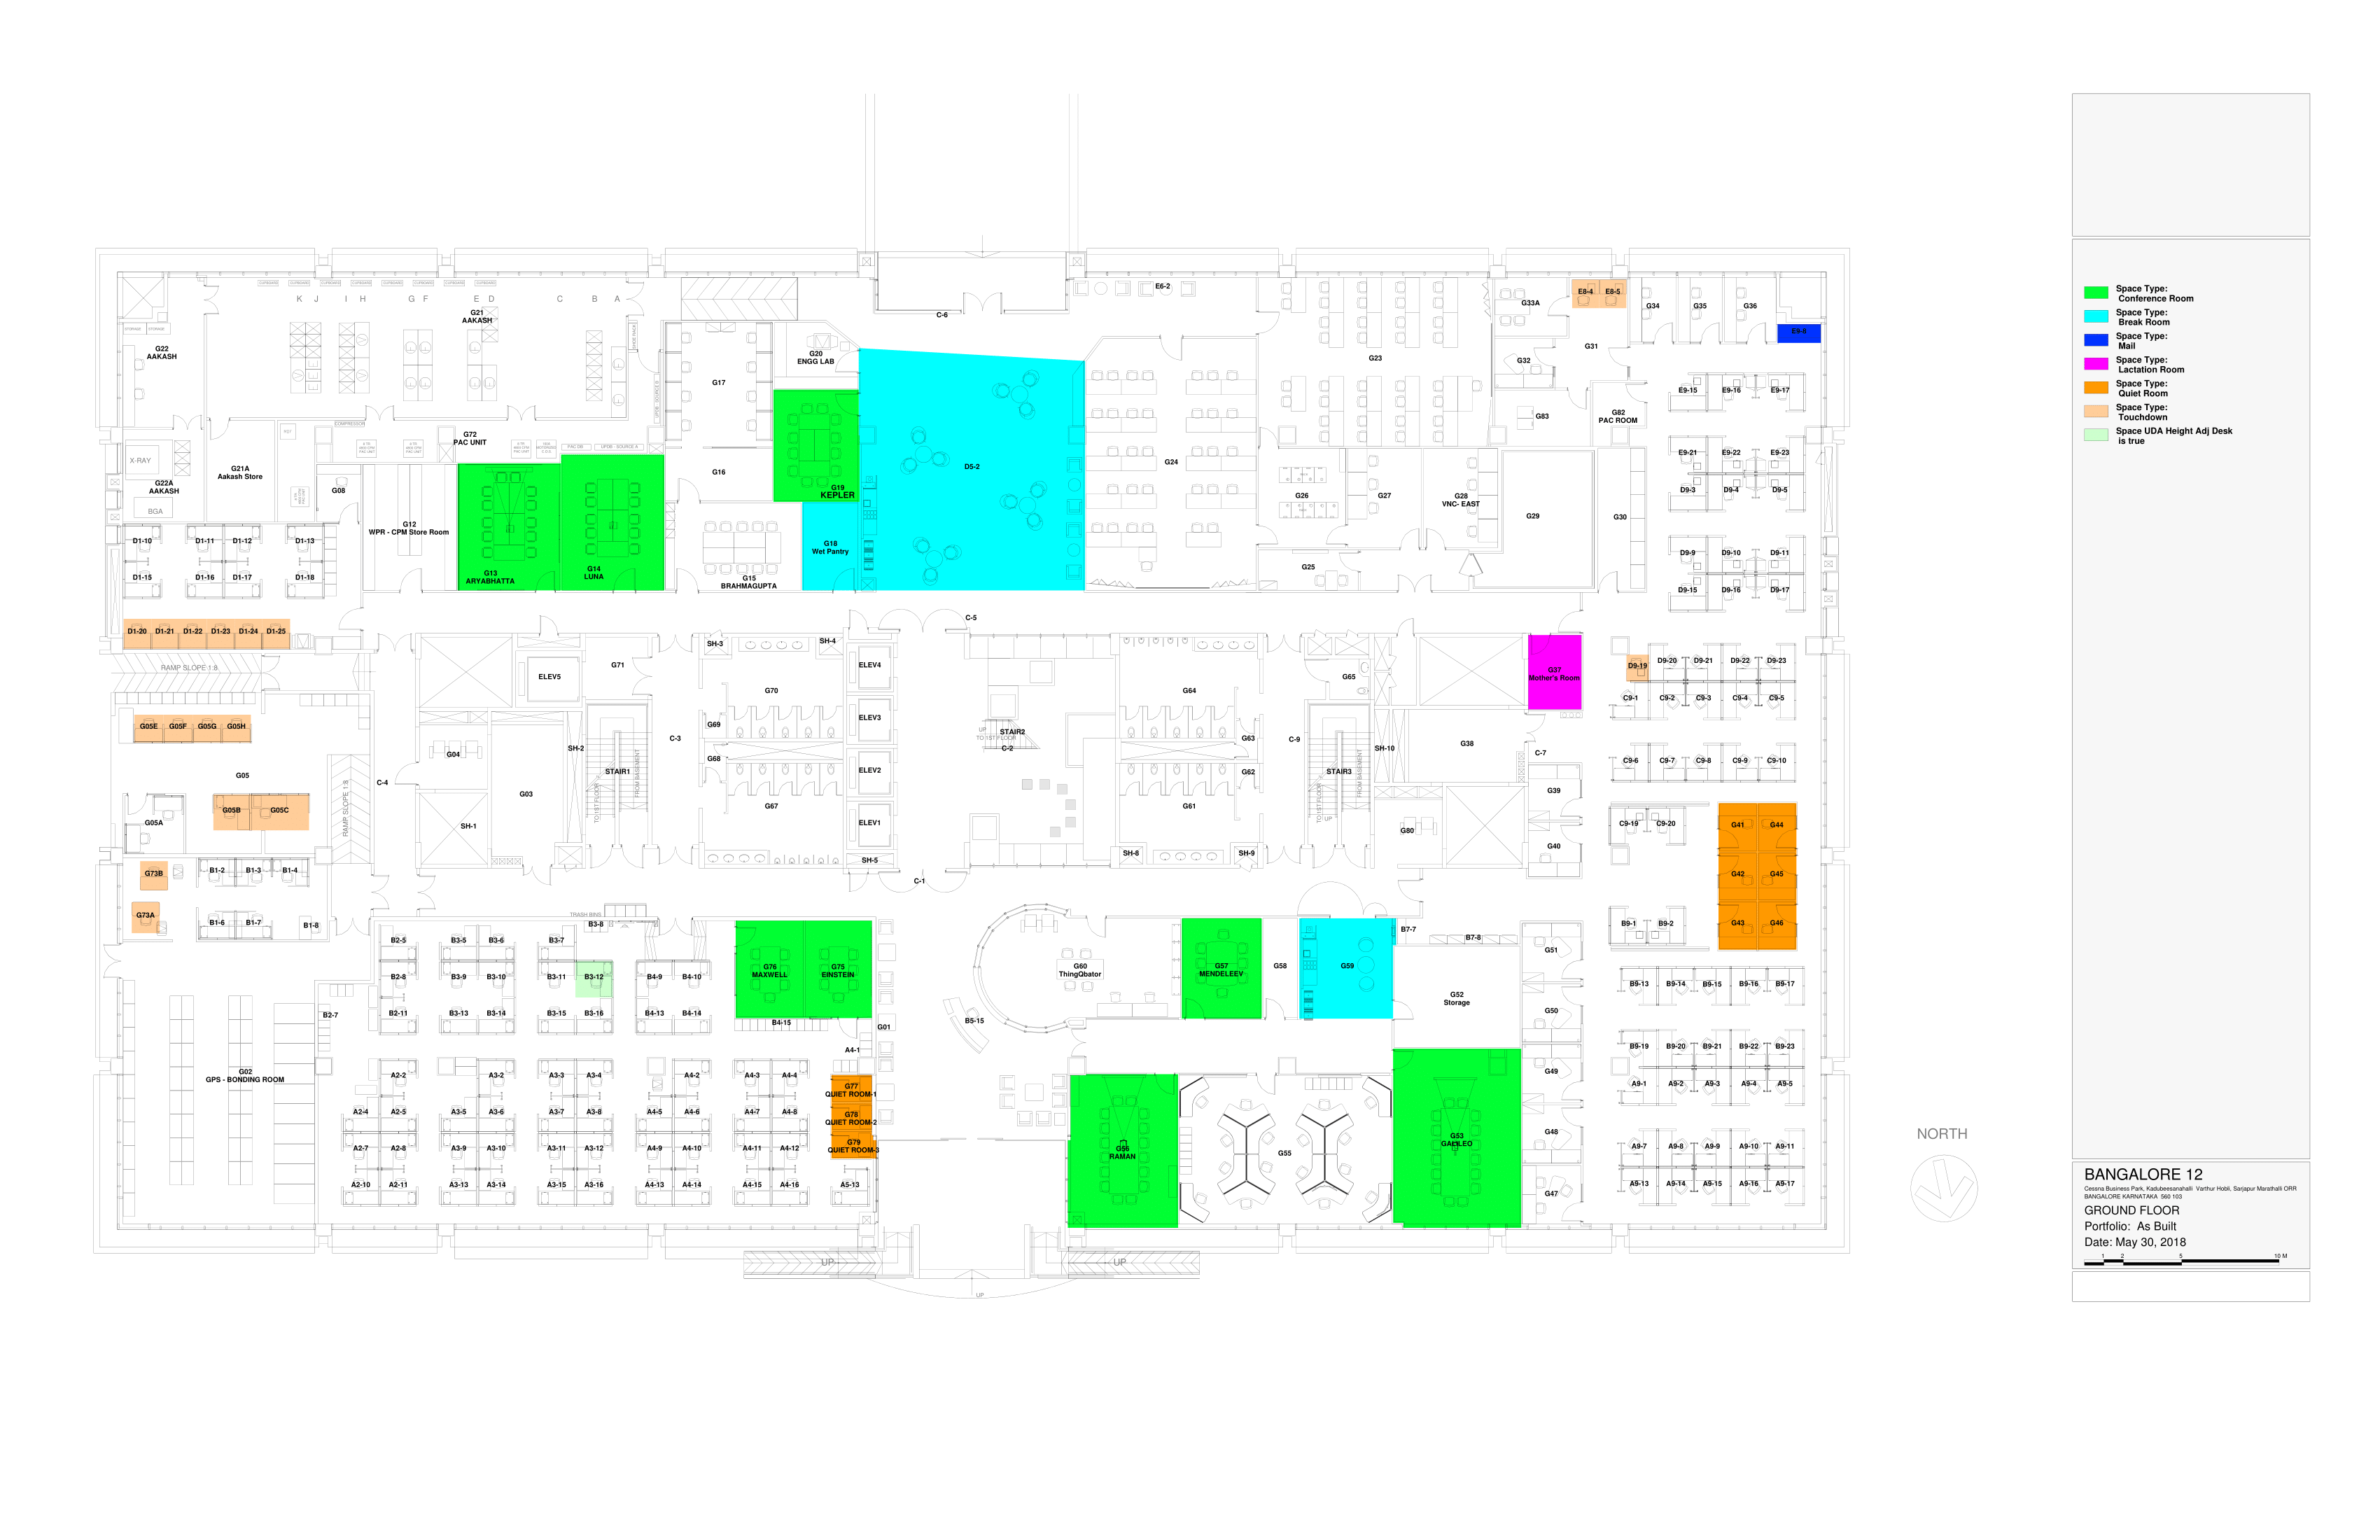 Space Type:
Conference Room
Space Type:
Break Room
Space Type:
Mail
Space Type:
Lactation Room
Space Type:
Quiet Room
Space Type:
Touchdown
Space UDA Height Adj Desk
is true
E6-2
C-6
K J I H G F E D C B A
G21
AAKASH
G22
AAKASH
G20
ENGG LAB
G17
G23
G33A
E8-4 E8-5
G34 G35 G36
E9-8
G31
G32
G83
G82
PAC ROOM
E9-15 E9-16 E9-17
COMPRESSOR
G72
PAC UNIT
PAC DB
UPDB - SOURCE A
X-RAY
G21A
Aakash Store
G22A
AAKASH
BGA
G08
G12
WPR - CPM Store Room
G13
ARYABHATTA
G14
LUNA
G16
G19
KEPLER
G18
Wet Pantry
G15
BRAHMAGUPTA
D5-2
G24
G26
G27
G28
VNC- EAST
G29
G30
G25
E9-21 E9-22 E9-23
D9-3 D9-4 D9-5
D9-9 D9-10 D9-11
D9-15 D9-16 D9-17
D1-10 D1-11 D1-12 D1-13
D1-15 D1-16 D1-17 D1-18
D1-20 D1-21 D1-22 D1-23 D1-24 D1-25
RAMP SLOPE 1:8
C-5
SH-3
SH-4
ELEV4
G71
ELEV5
G70
G64
G65
G37
Mother's Room
D9-19 D9-20 D9-21 D9-22 D9-23
C9-1 C9-2 C9-3 C9-4 C9-5
G05E G05F G05G G05H
G69
ELEV3
UP
TO 1ST FLOOR
STAIR2
C-2
G63
C-9
SH-10
G38
C-7
C-3
SH-2
G04
G68
C9-6 C9-7 C9-8 C9-9 C9-10
G05
C-4
STAIR1
FROM BASEMENT
TO 1ST FLOOR
ELEV2
G62
STAIR3
FROM BASEMENT
TO 1ST FLOOR
UP
G39
G03
G67
G61
G05B G05C
RAMP SLOPE 1:8
G05A
SH-1
ELEV1
G80
G40
C9-19 C9-20
G41 G44
SH-5
SH-8
SH-9
G73B
B1-2 B1-3 B1-4
C-1
G42 G45
G73A
B1-6 B1-7 B1-8
TRASH BINS
B3-8
B9-1 B9-2
G43 G46
B2-5 B3-5 B3-6 B3-7
B7-7
B7-8
G51
B2-8 B3-9 B3-10 B3-11 B3-12 B4-9 B4-10
G76
MAXWELL
G75
EINSTEIN
G60
ThingQbator
G57
MENDELEEV
G58
G59
G52
Storage
B9-13 B9-14 B9-15 B9-16 B9-17
B2-7
B2-11 B3-13 B3-14 B3-15 B3-16 B4-13 B4-14
B4-15
G01
B5-15
G50
A4-1
B9-19 B9-20 B9-21 B9-22 B9-23
G02
GPS - BONDING ROOM
A2-2 A3-2 A3-3 A3-4 A4-2 A4-3 A4-4
G77
QUIET ROOM-1
G49
A9-1 A9-2 A9-3 A9-4 A9-5
A2-4 A2-5 A3-5 A3-6 A3-7 A3-8 A4-5 A4-6 A4-7 A4-8
G78
QUIET ROOM-2
G48
A2-7 A2-8 A3-9 A3-10 A3-11 A3-12 A4-9 A4-10 A4-11 A4-12
G79
QUIET ROOM-3
G56
RAMAN
G55
G53
GALILEO
A9-7 A9-8 A9-9 A9-10 A9-11
A2-10 A2-11 A3-13 A3-14 A3-15 A3-16 A4-13 A4-14 A4-15 A4-16 A5-13
G47
A9-13 A9-14 A9-15 A9-16 A9-17
UP
UP
UP
NORTH
BANGALORE 12
Cessna Business Park, Kadubeesanahalli Varthur Hobli, Sarjapur Marathalli ORR
BANGALORE KARNATAKA 560 103
GROUND FLOOR
Portfolio: As Built
Date: May 30, 2018
1 2 5 10 M